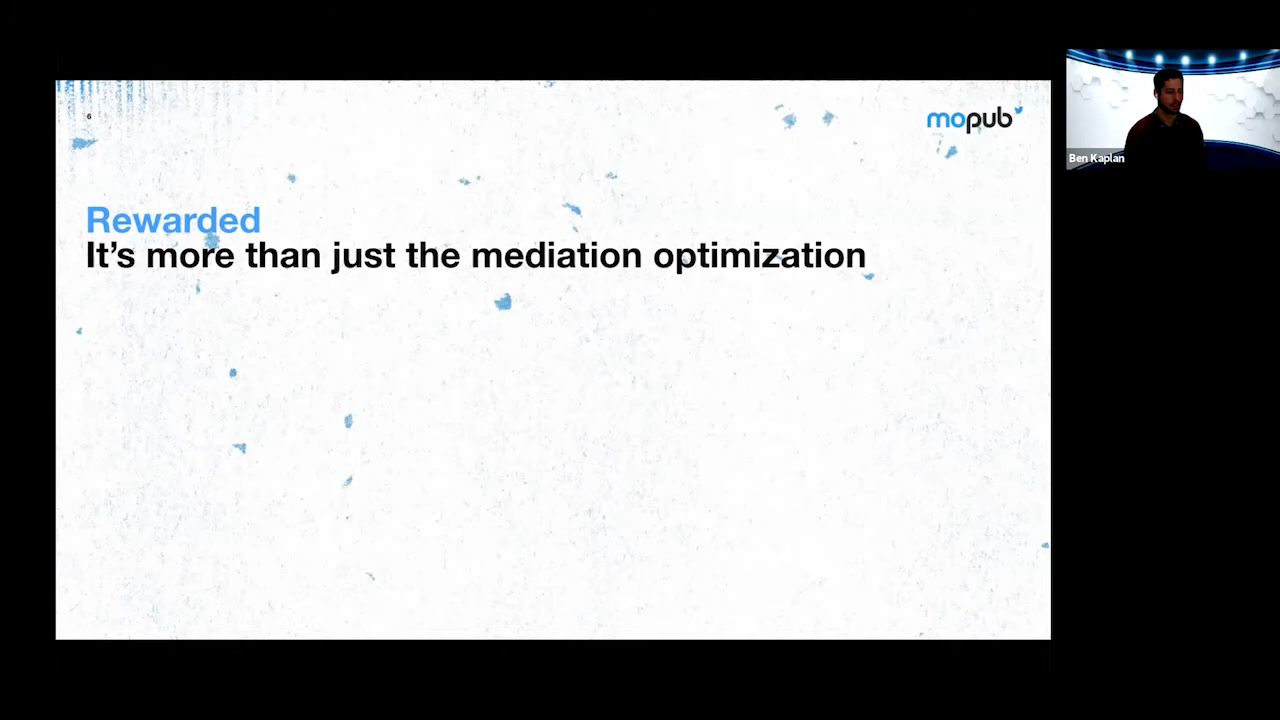 6
mopub
Rewarded
It's more than just the mediation optimization
Ben Kaplan